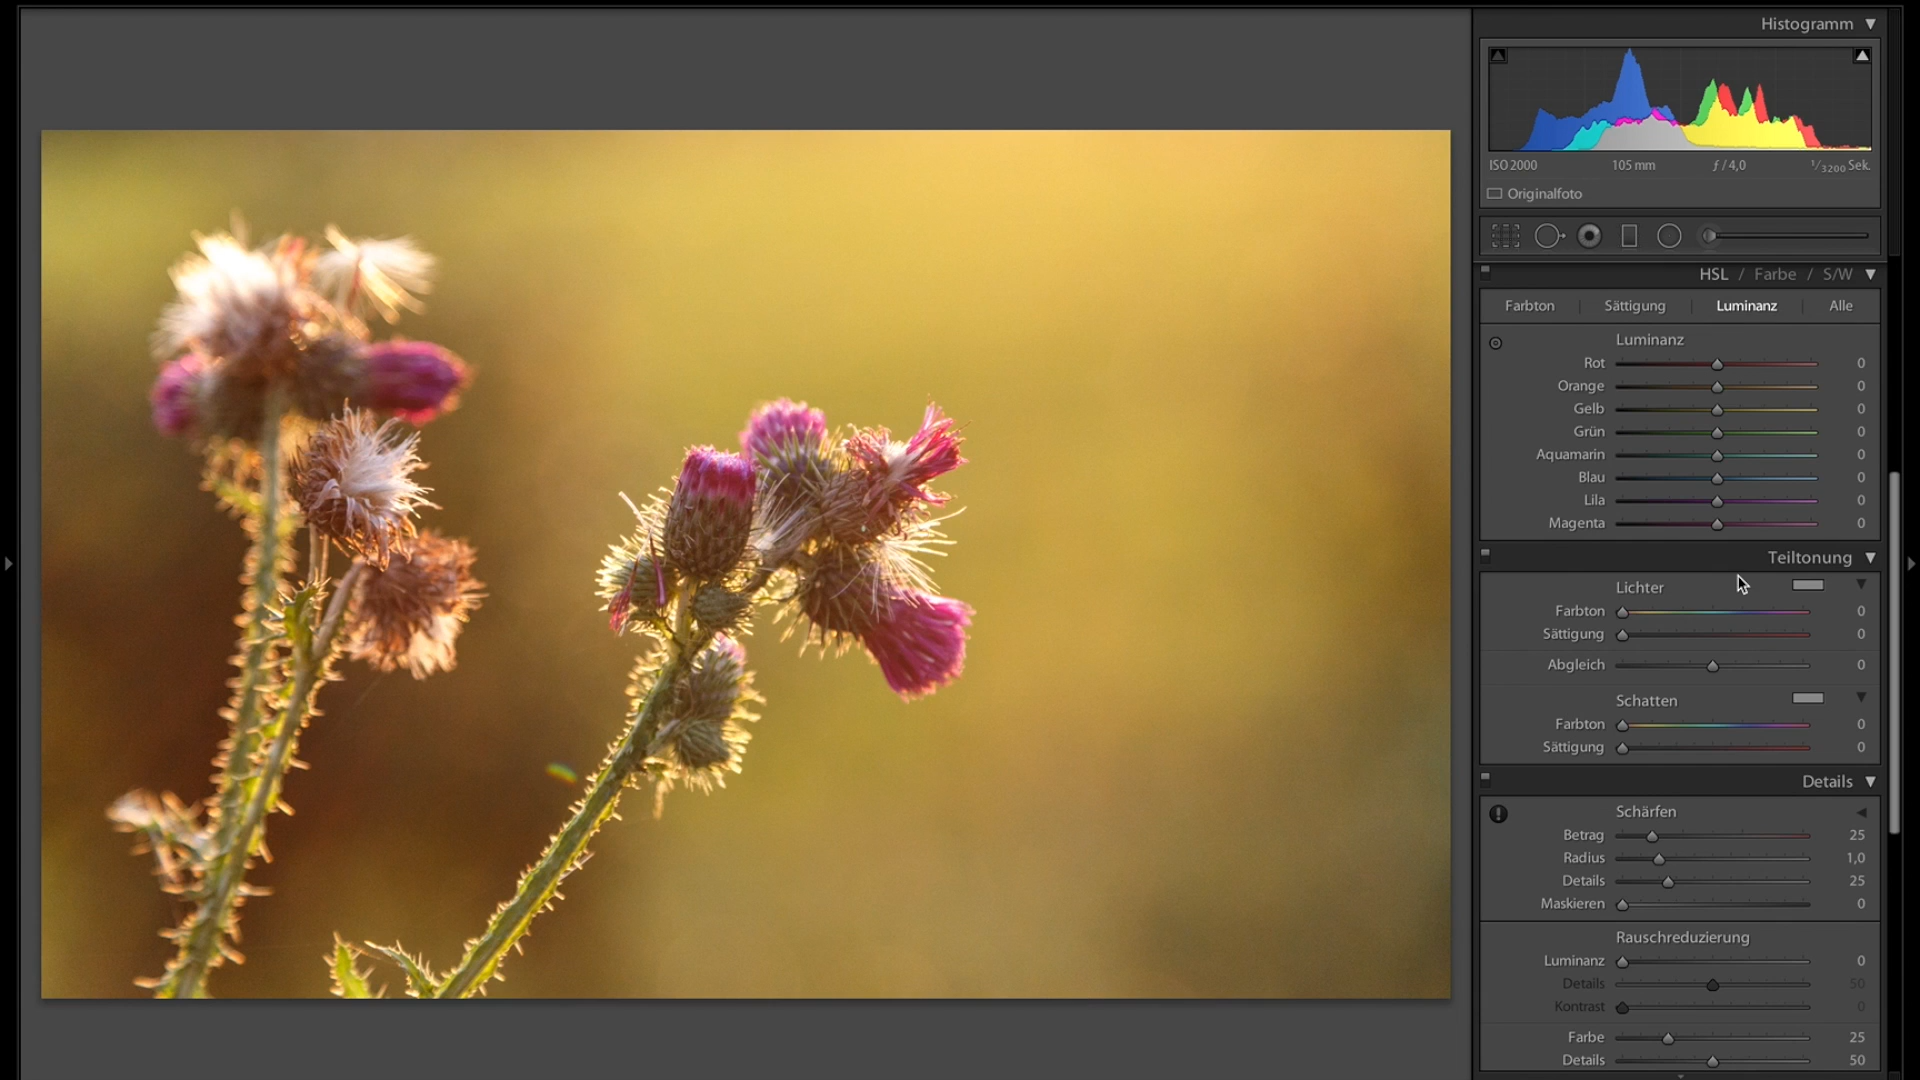 Histogramm
ISO 2000 105 mm ƒ / 4,0 1/3200 Sek.
Originalfoto
HSL / Farbe / S/W
Farbton Sättigung Luminanz Alle
Luminanz
Rot 0
Orange 0
Gelb 0
Grün 0
Aquamarin 0
Blau 0
Lila 0
Magenta 0
Teiltonung
Lichter
Farbton 0
Sättigung 0
Abgleich 0
Schatten
Farbton 0
Sättigung 0
Details
Schärfen
Betrag 25
Radius 1,0
Details 25
Maskieren 0
Rauschreduzierung
Luminanz 0
Details 50
Kontrast 0
Farbe 25
Details 50